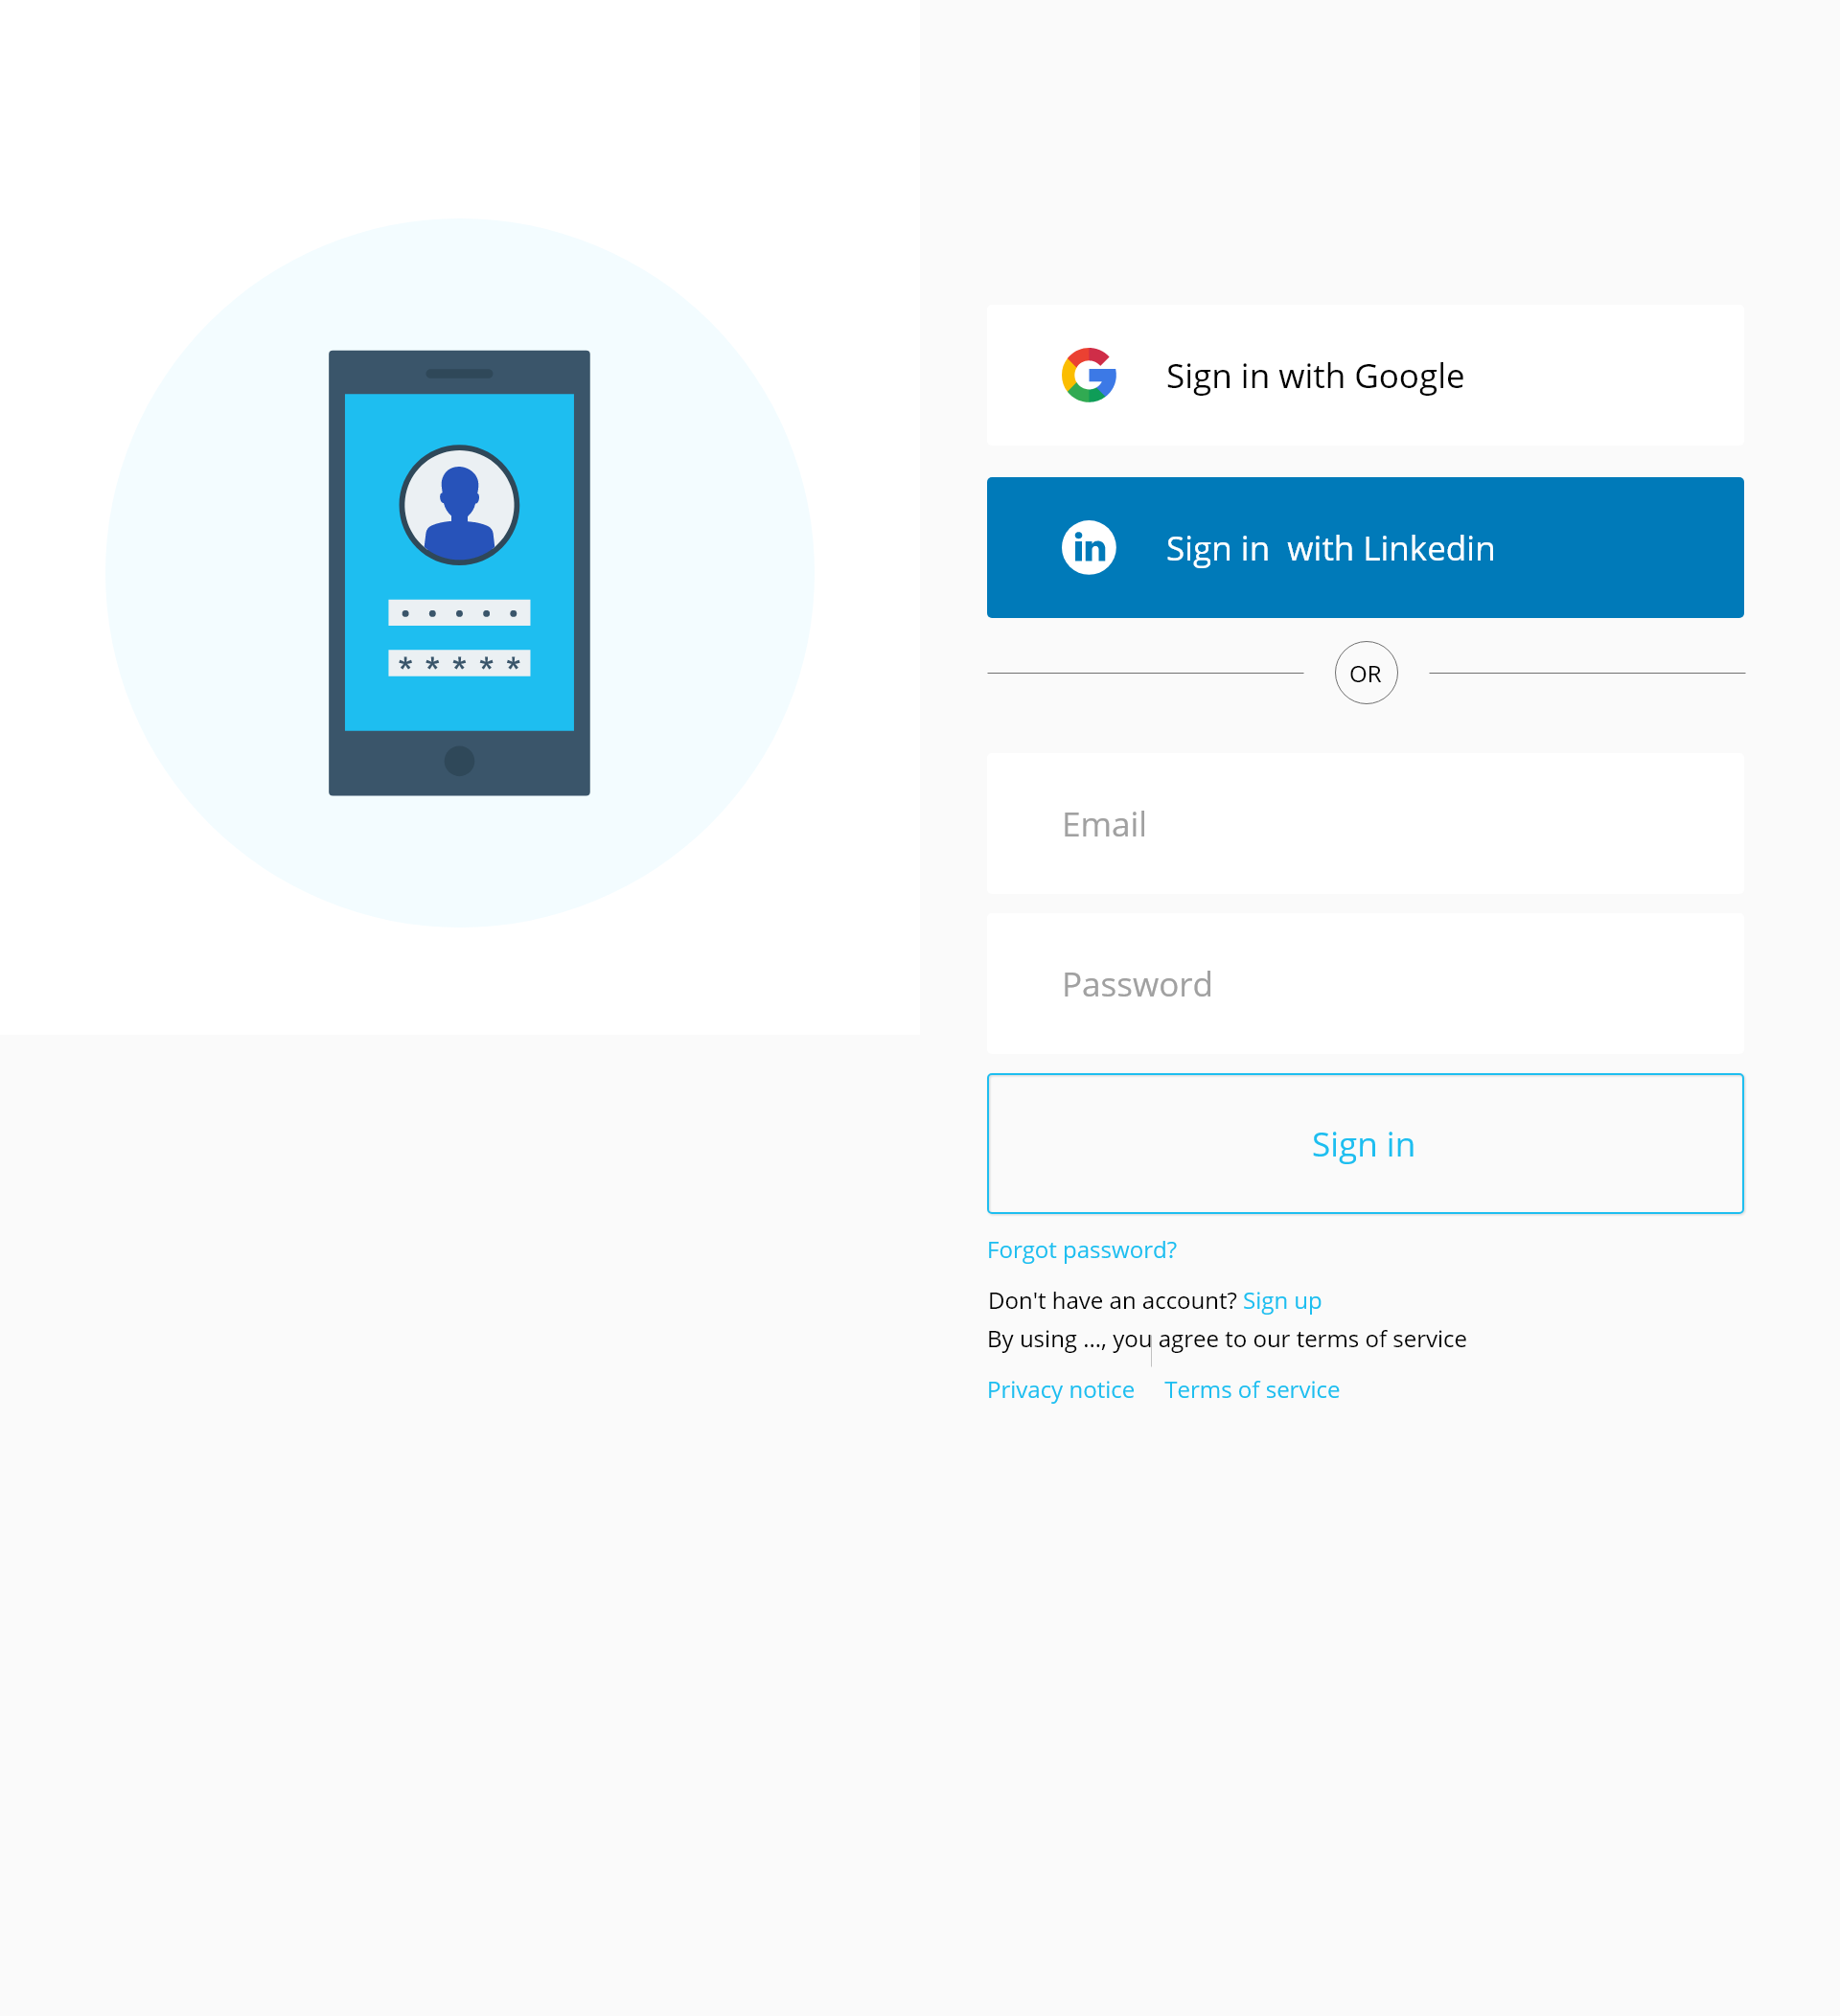 Sign in with Google
in
Sign in  with Linkedin
OR
Email
Password
Sign in
Forgot password?
Don't have an account? Sign up
By using ..., you agree to our terms of service
Privacy notice
Terms of service
* * * * *